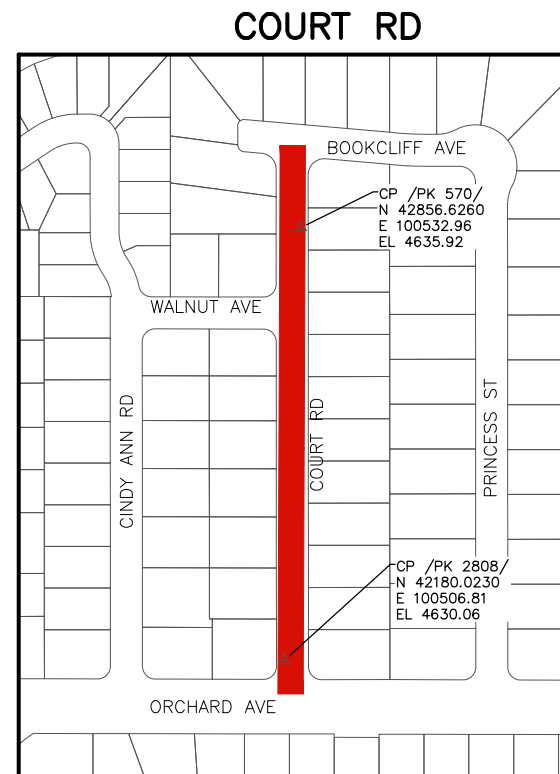 COURT RD
BOOKCLIFF AVE
CP /PK 570/
N 42856.6260
E 100532.96
EL 4635.92
WALNUT AVE
CINDY ANN RD
COURT RD
PRINCESS ST
CP /PK 2808/
N 42180.0230
E 100506.81
EL 4630.06
ORCHARD AVE